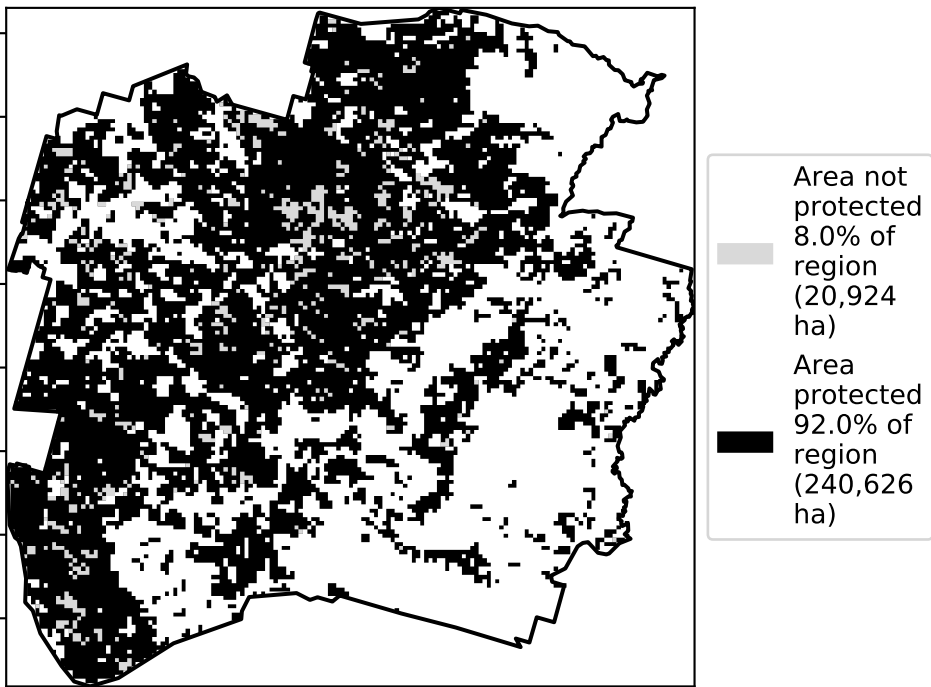 Area not
protected
8.0% of
region
(20,924
ha)
Area
protected
92.0% of
region
(240,626
ha)